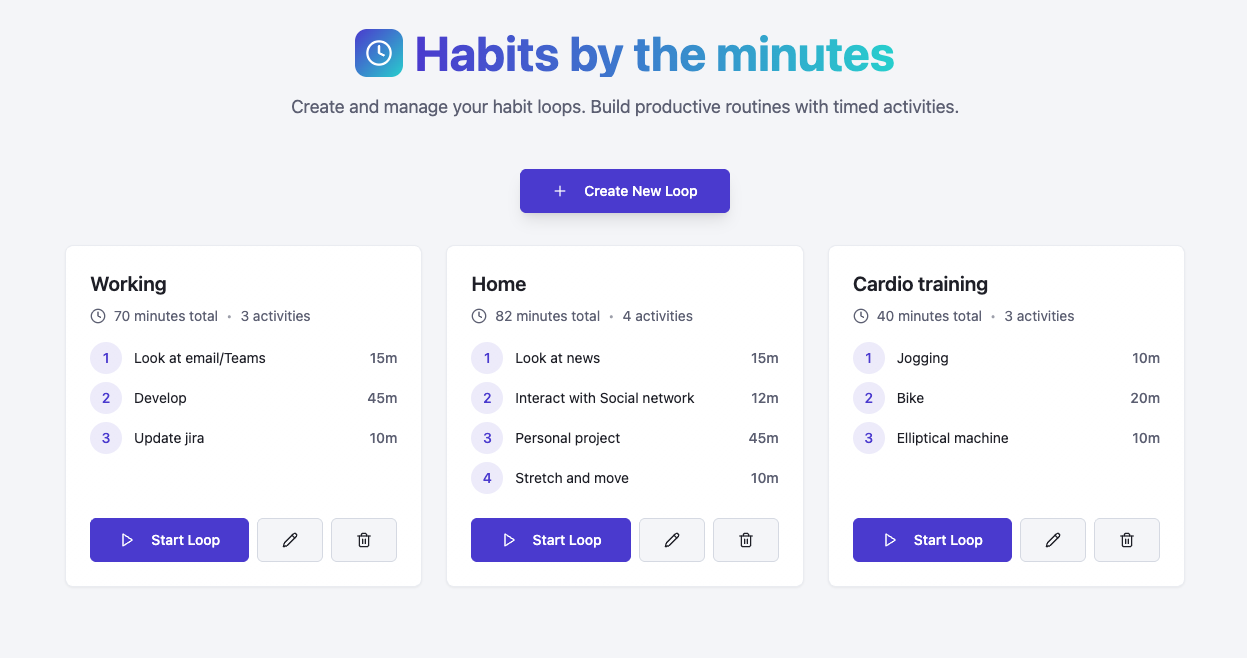 Habits by the minutes
Create and manage your habit loops. Build productive routines with timed activities.
Create New Loop
Working
70 minutes total • 3 activities
1 Look at email/Teams 15m
2 Develop 45m
3 Update jira 10m
Start Loop
Home
82 minutes total • 4 activities
1 Look at news 15m
2 Interact with Social network 12m
3 Personal project 45m
4 Stretch and move 10m
Start Loop
Cardio training
40 minutes total • 3 activities
1 Jogging 10m
2 Bike 20m
3 Elliptical machine 10m
Start Loop